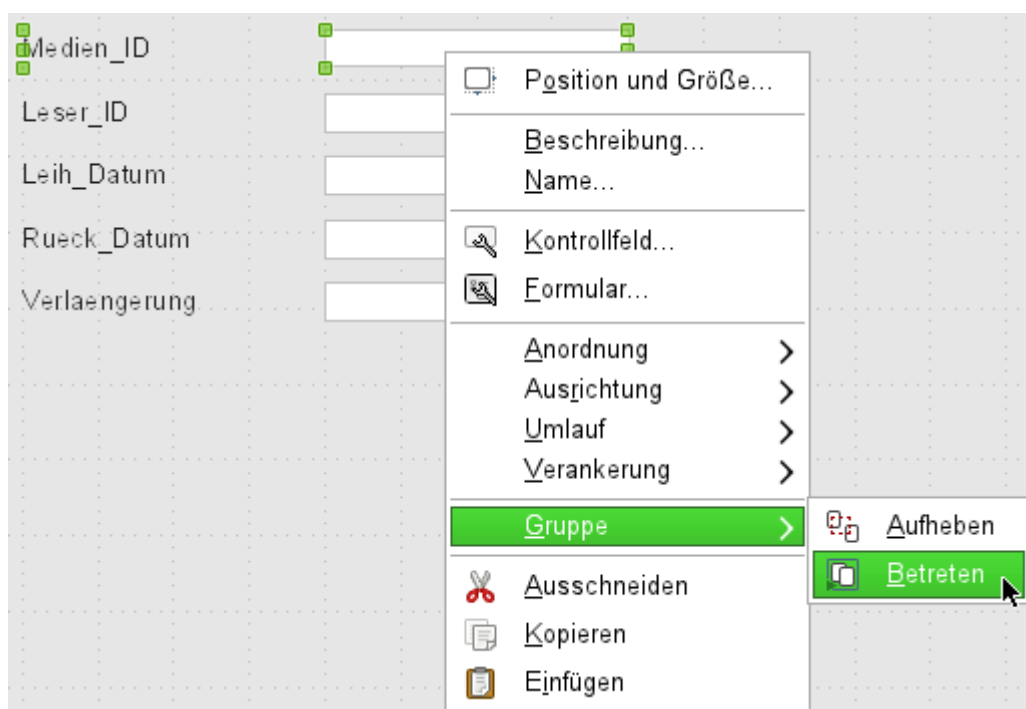 Medien_ID
Leser_ID
Leih_Datum
Rueck_Datum
Verlaengerung
Position und Größe...
Beschreibung...
Name...
Kontrollfeld...
Formular...
Anordnung
Ausrichtung
Umlauf
Verankerung
Gruppe
Aufheben
Betreten
Ausschneiden
Kopieren
Einfügen